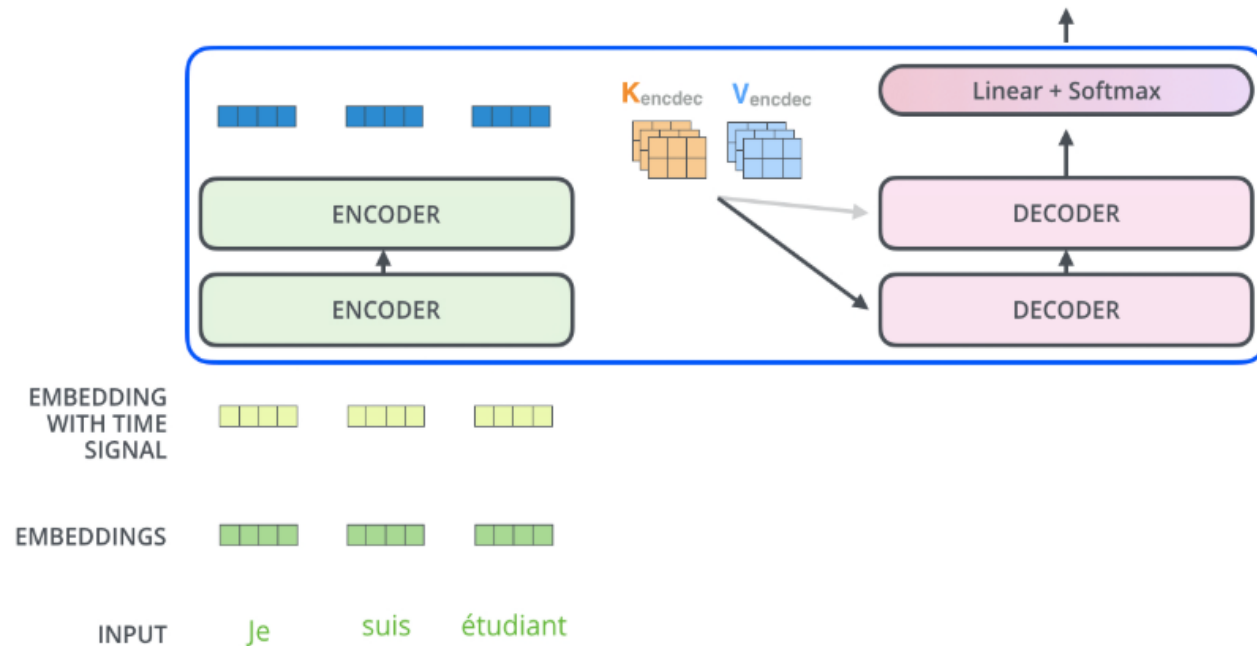 Kencdec Vencdec
Linear + Softmax
ENCODER
DECODER
ENCODER
DECODER
EMBEDDING
WITH TIME
SIGNAL
EMBEDDINGS
INPUT Je suis étudiant